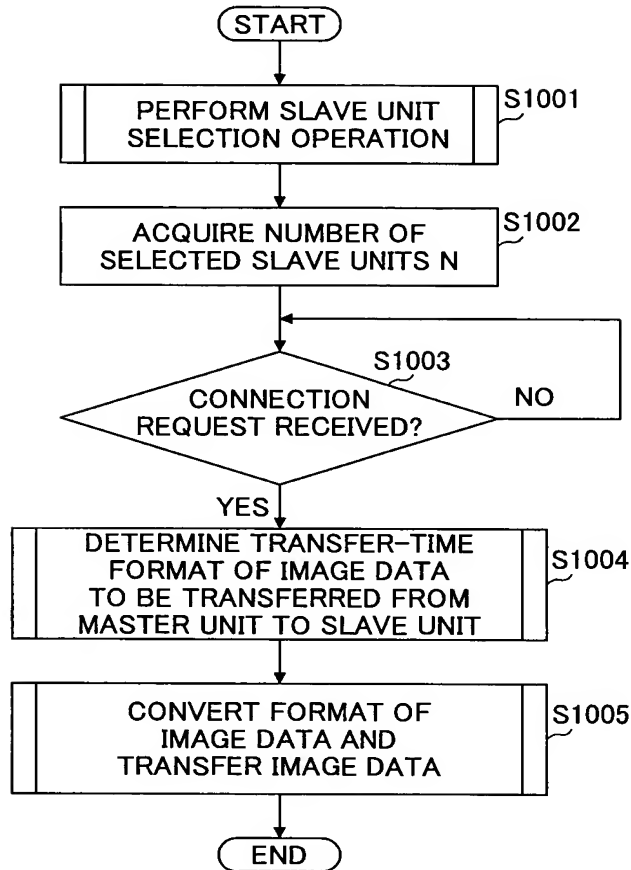 START
PERFORM SLAVE UNIT
SELECTION OPERATION
S1001
ACQUIRE NUMBER OF
SELECTED SLAVE UNITS N
S1002
S1003
CONNECTION
REQUEST RECEIVED?
NO
YES
DETERMINE TRANSFER-TIME
FORMAT OF IMAGE DATA
TO BE TRANSFERRED FROM
MASTER UNIT TO SLAVE UNIT
S1004
CONVERT FORMAT OF
IMAGE DATA AND
TRANSFER IMAGE DATA
S1005
END